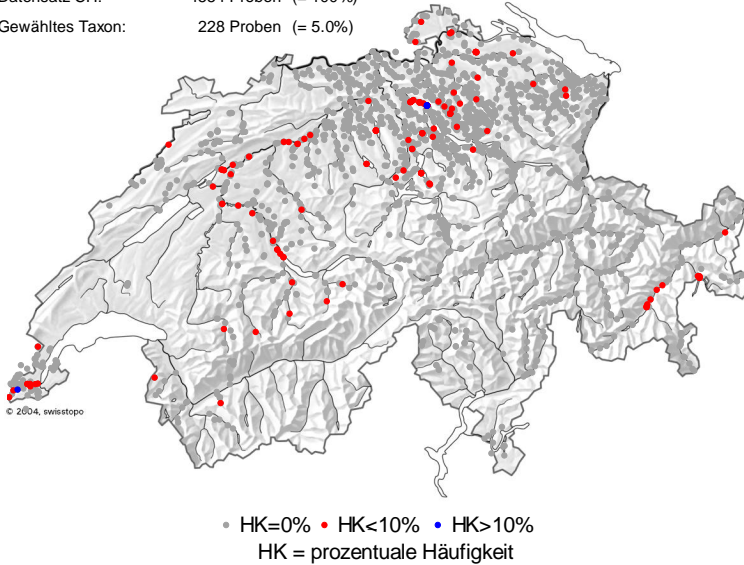 Gewähltes Taxon: 228 Proben (= 5.0%)
© 2004, swisstopo
HK=0% HK<10% HK>10%
HK = prozentuale Häufigkeit